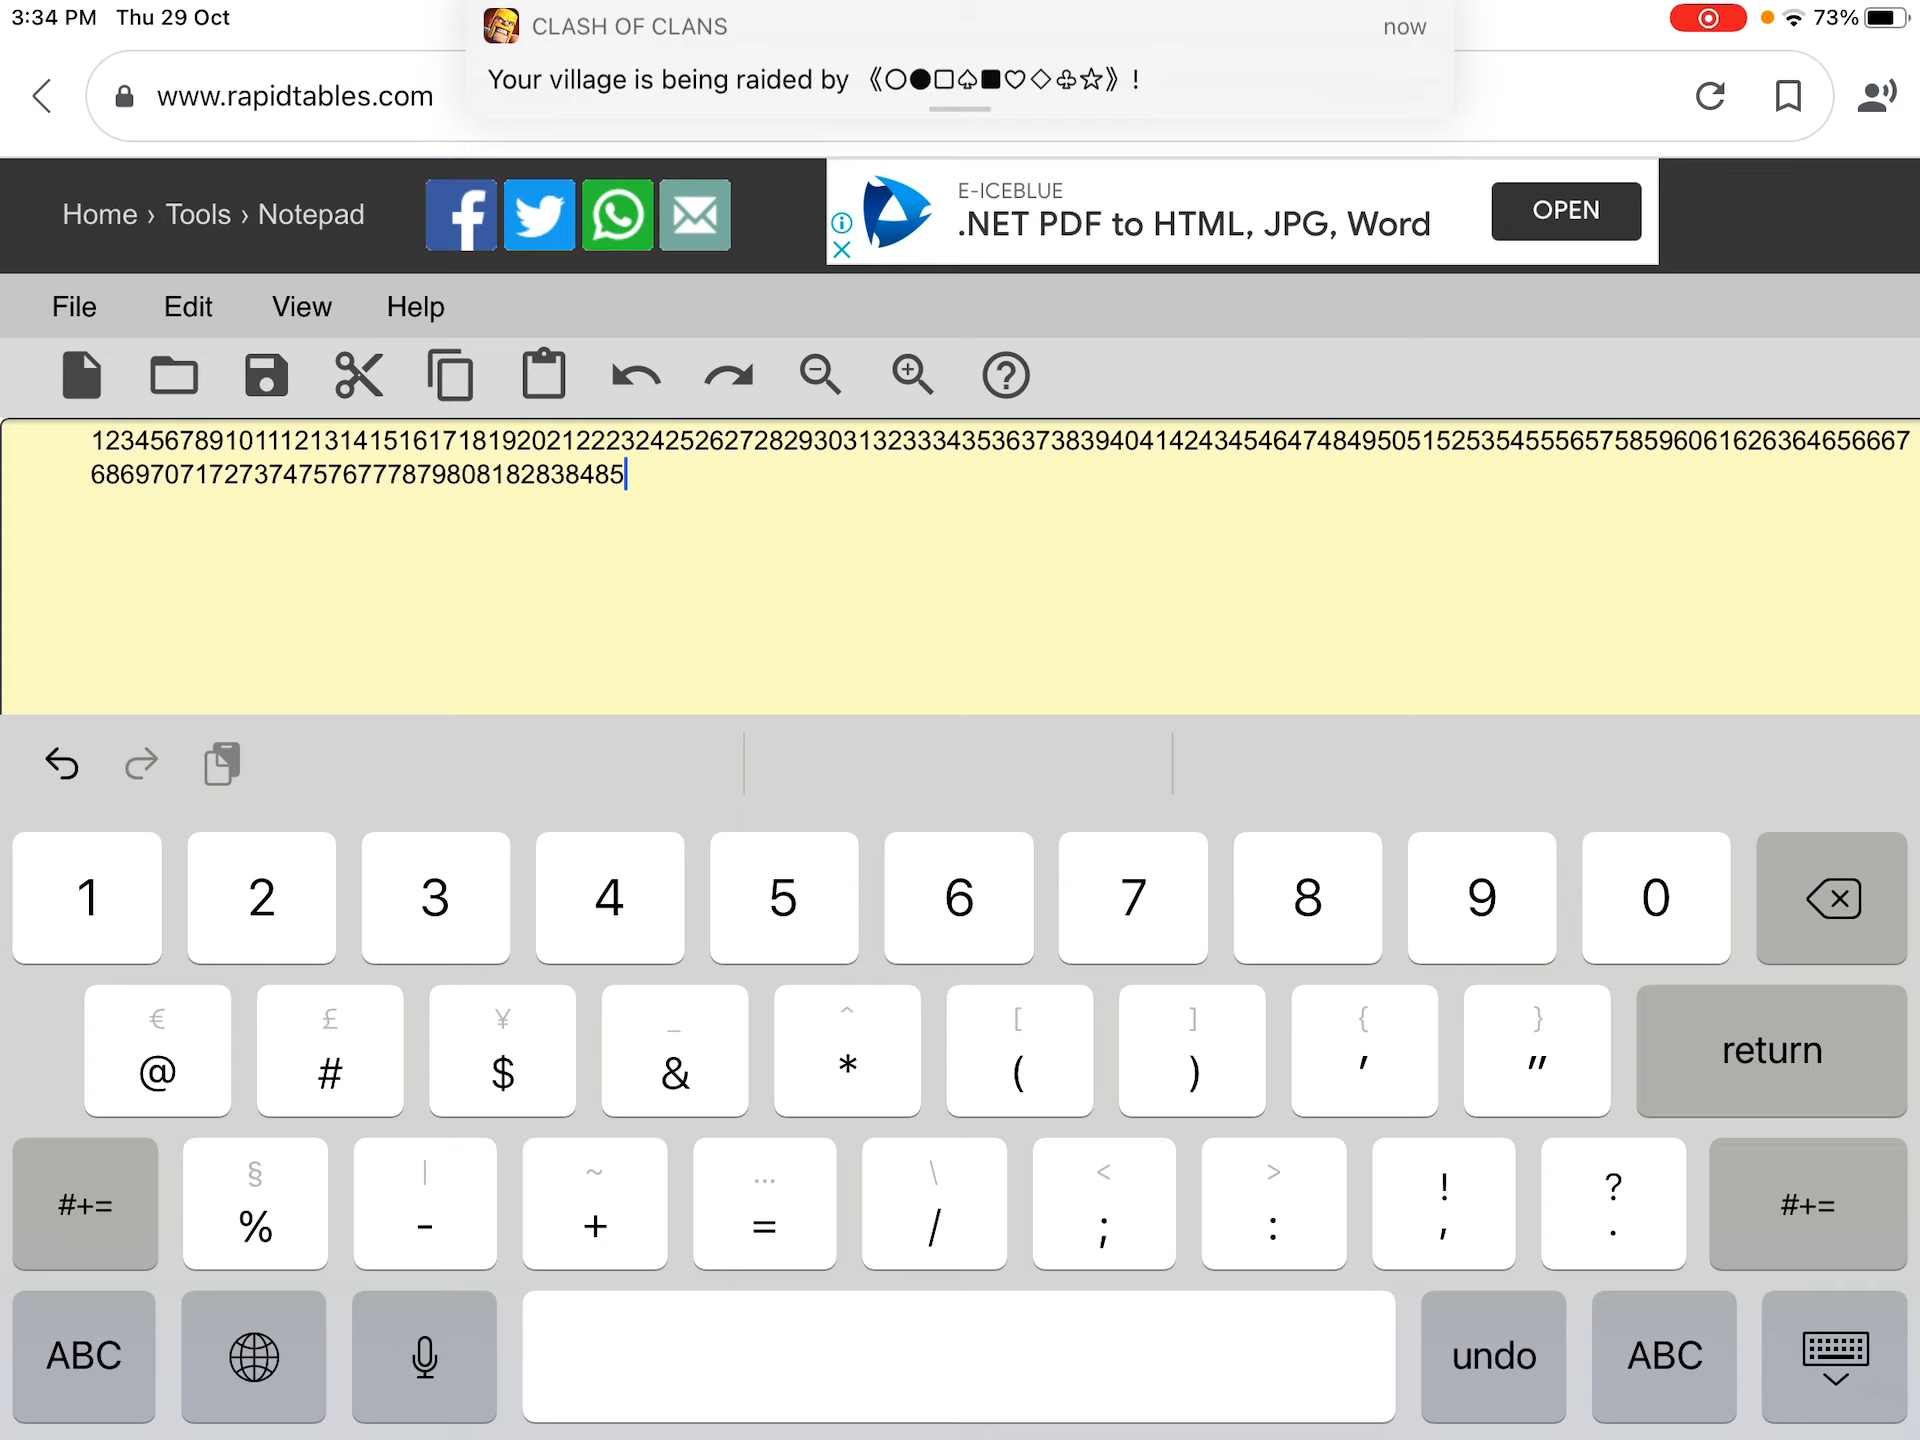 3:34 PM Thu 29 Oct
73%
CLASH OF CLANS
now
Your village is being raided by 《○●□♤■♡◇♧☆》!
www.rapidtables.com
Home › Tools › Notepad
E-ICEBLUE
.NET PDF to HTML, JPG, Word
OPEN
File Edit View Help
123456789101112131415161718192021222324252627282930313233343536373839404142434546474849505152535455565758596061626364656667
686970717273747576777879808182838485
1 2 3 4 5 6 7 8 9 0
€ £ ¥ _ ^ [ ] { }
@ # $ & * ( ) ' " return
§ | ~ … \ < > ! ?
#+= % - + = / ; : , . #+=
ABC undo ABC